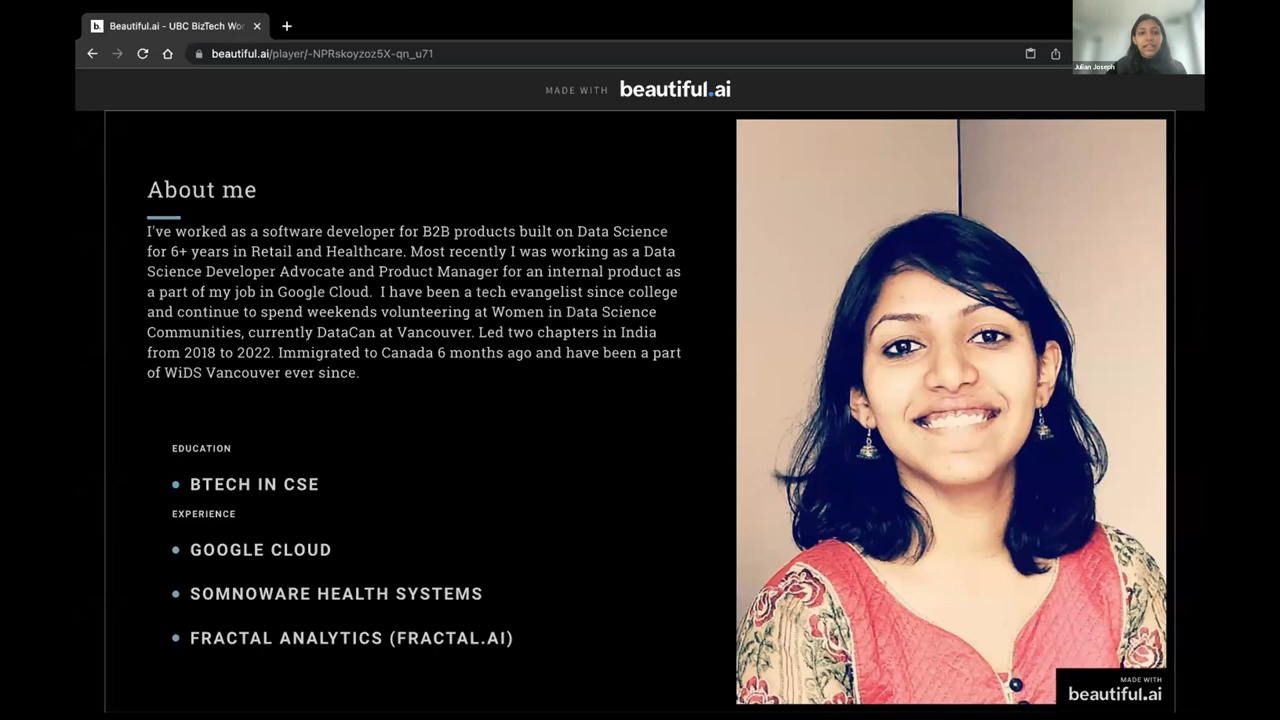 b. Beautiful.ai - UBC BizTech Wor
beautiful.ai/player/-NPRskoyzoz5X-qn_u71
Julian Joseph
MADE WITH beautiful.ai
About me
I've worked as a software developer for B2B products built on Data Science
for 6+ years in Retail and Healthcare. Most recently I was working as a Data
Science Developer Advocate and Product Manager for an internal product as
a part of my job in Google Cloud. I have been a tech evangelist since college
and continue to spend weekends volunteering at Women in Data Science
Communities, currently DataCan at Vancouver. Led two chapters in India
from 2018 to 2022. Immigrated to Canada 6 months ago and have been a part
of WiDS Vancouver ever since.
EDUCATION
BTECH IN CSE
EXPERIENCE
GOOGLE CLOUD
SOMNOWARE HEALTH SYSTEMS
FRACTAL ANALYTICS (FRACTAL.AI)
MADE WITH
beautiful.ai